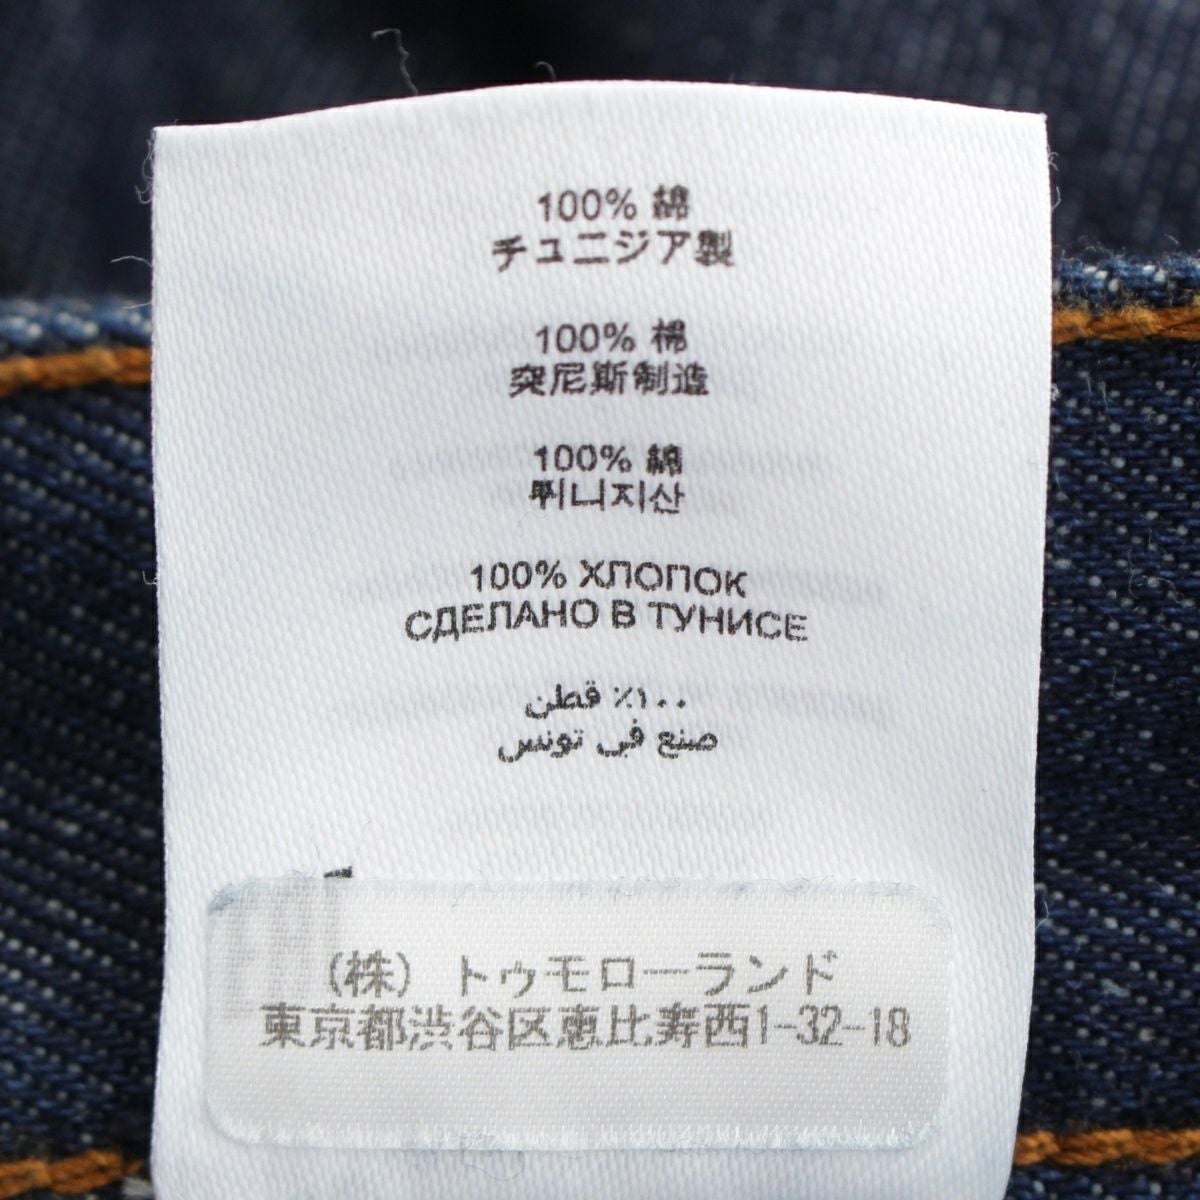 100% 綿
チュニジア製
100% 棉
突尼斯制造
100% 綿
튀니지산
100% ХЛОПОК
СДЕЛАНО В ТУНИСЕ
١٠٠٪ قطن
صنع في تونس
(株) トゥモローランド
東京都渋谷区恵比寿西1-32-18